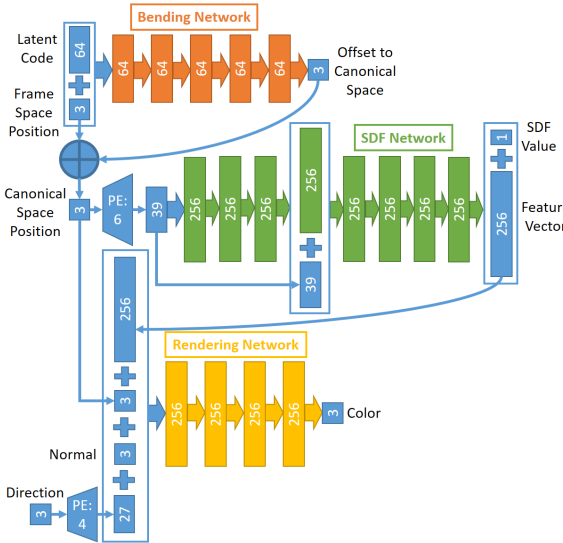 Bending Network
Latent
Code
64
3
Frame
Space
Position
64
64
64
64
64
3
Offset to
Canonical
Space
SDF Network
1
SDF
Value
256
Feature
Vector
Canonical
Space
Position
3
PE:
6
39
256
256
256
256
39
256
256
256
256
256
3
Normal
3
Direction
3
PE:
4
27
Rendering Network
256
256
256
256
3
Color